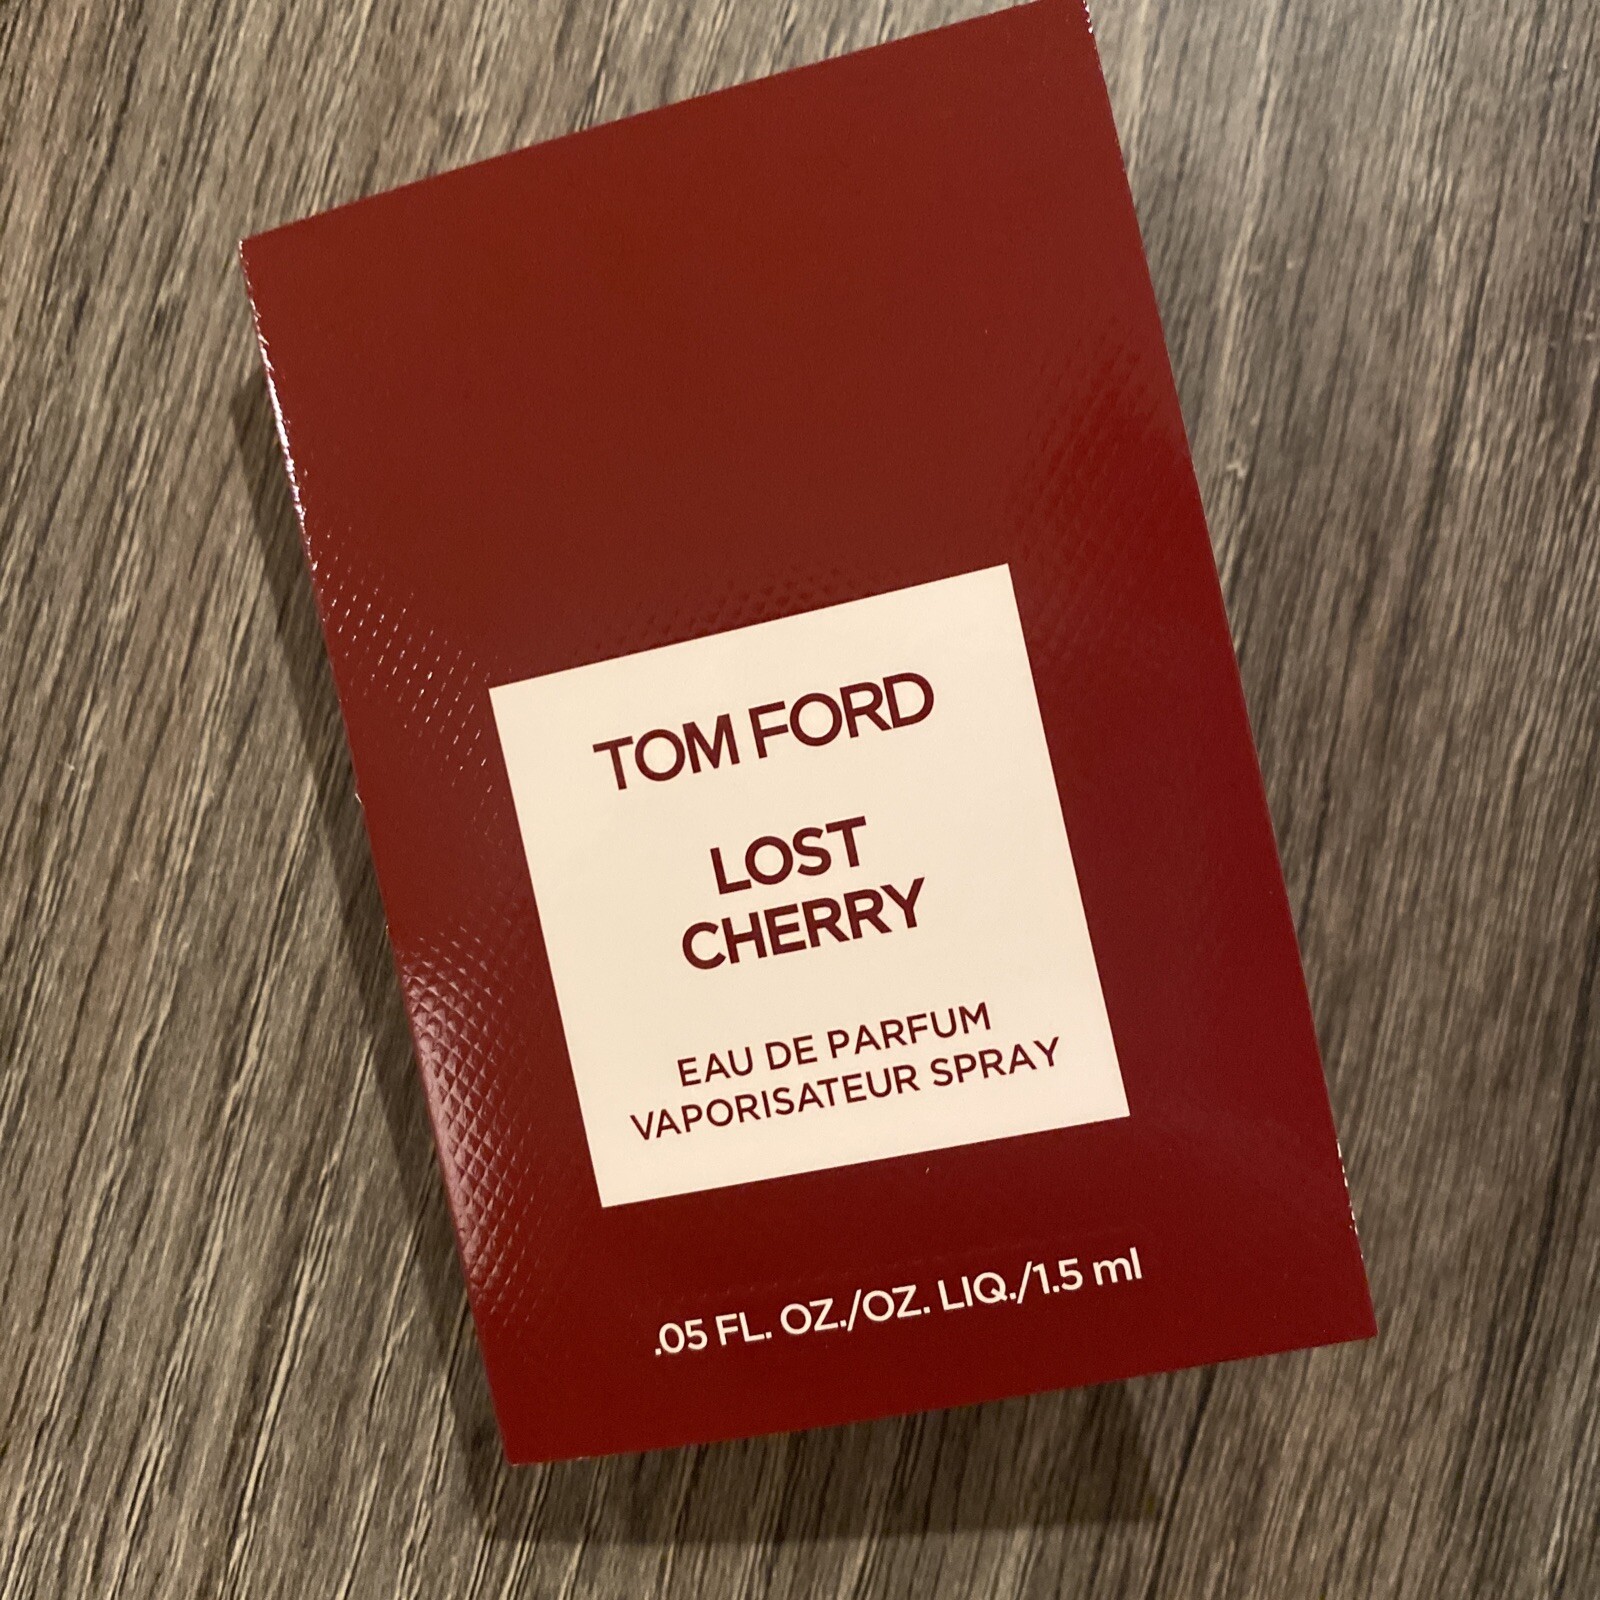 TOM FORD
LOST
CHERRY
EAU DE PARFUM
VAPORISATEUR SPRAY
.05 FL. OZ./OZ. LIQ./1.5 ml